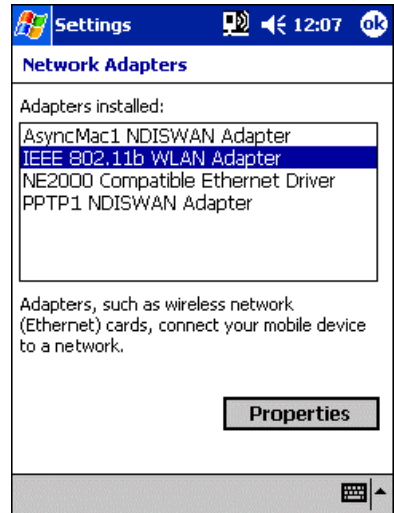 Settings 12:07 ok
Network Adapters
Adapters installed:
AsyncMac1 NDISWAN Adapter
IEEE 802.11b WLAN Adapter
NE2000 Compatible Ethernet Driver
PPTP1 NDISWAN Adapter
Adapters, such as wireless network
(Ethernet) cards, connect your mobile device
to a network.
Properties